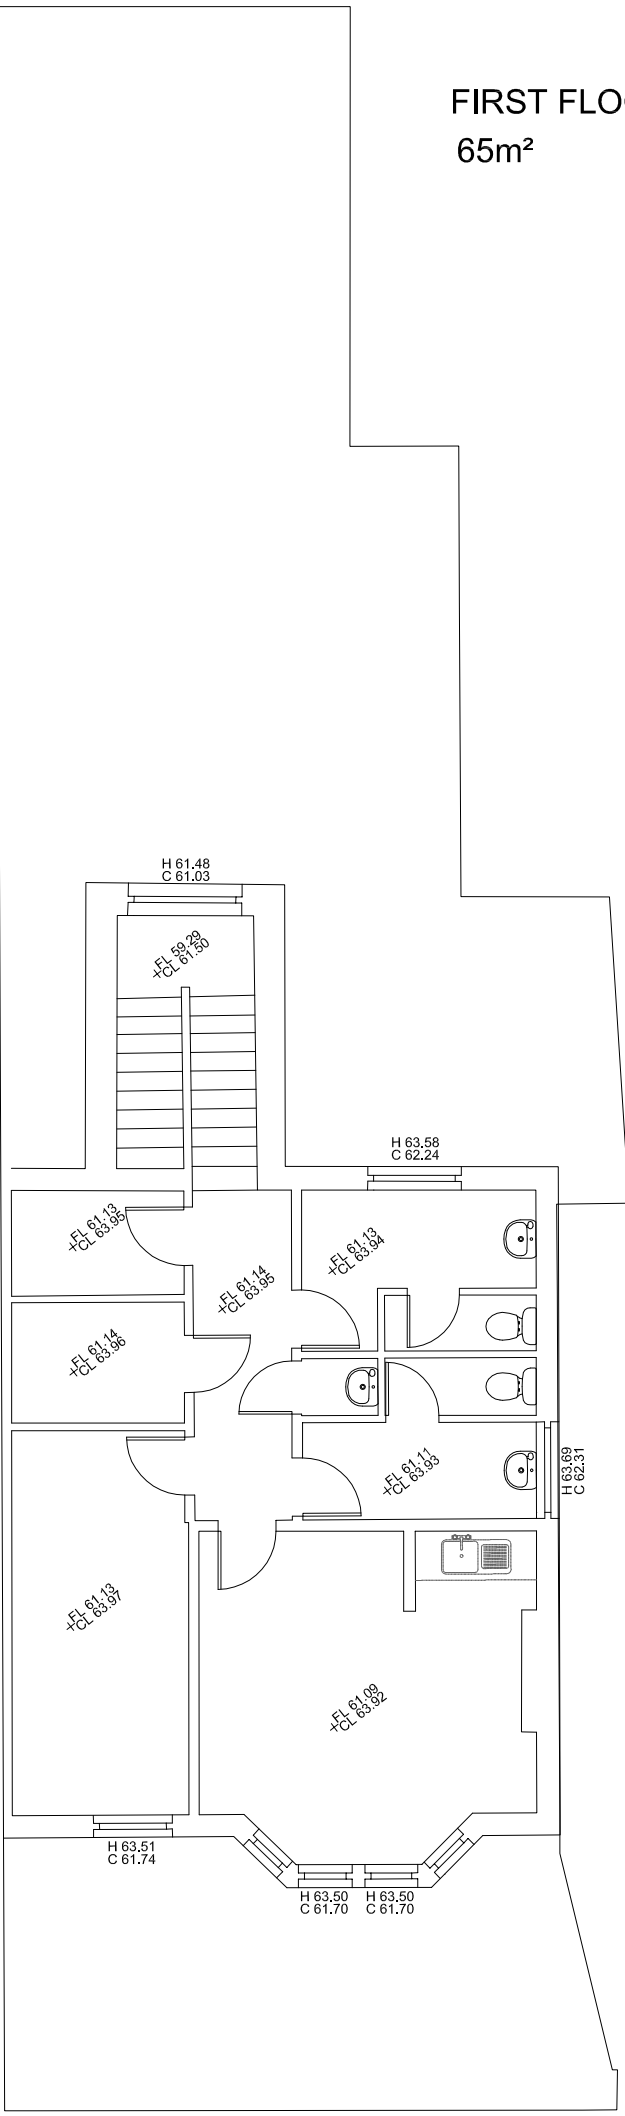 FIRST FLO
65m²
H 61.48
C 61.03
FL 59.29
CL 61.50
H 63.58
C 62.24
FL 61.13
CL 63.95
FL 61.14
CL 63.95
FL 61.13
CL 63.94
FL 61.14
CL 63.96
FL 61.11
CL 63.93
H 63.69
C 62.31
FL 61.13
CL 63.97
FL 61.09
CL 63.92
H 63.51
C 61.74
H 63.50
C 61.70
H 63.50
C 61.70